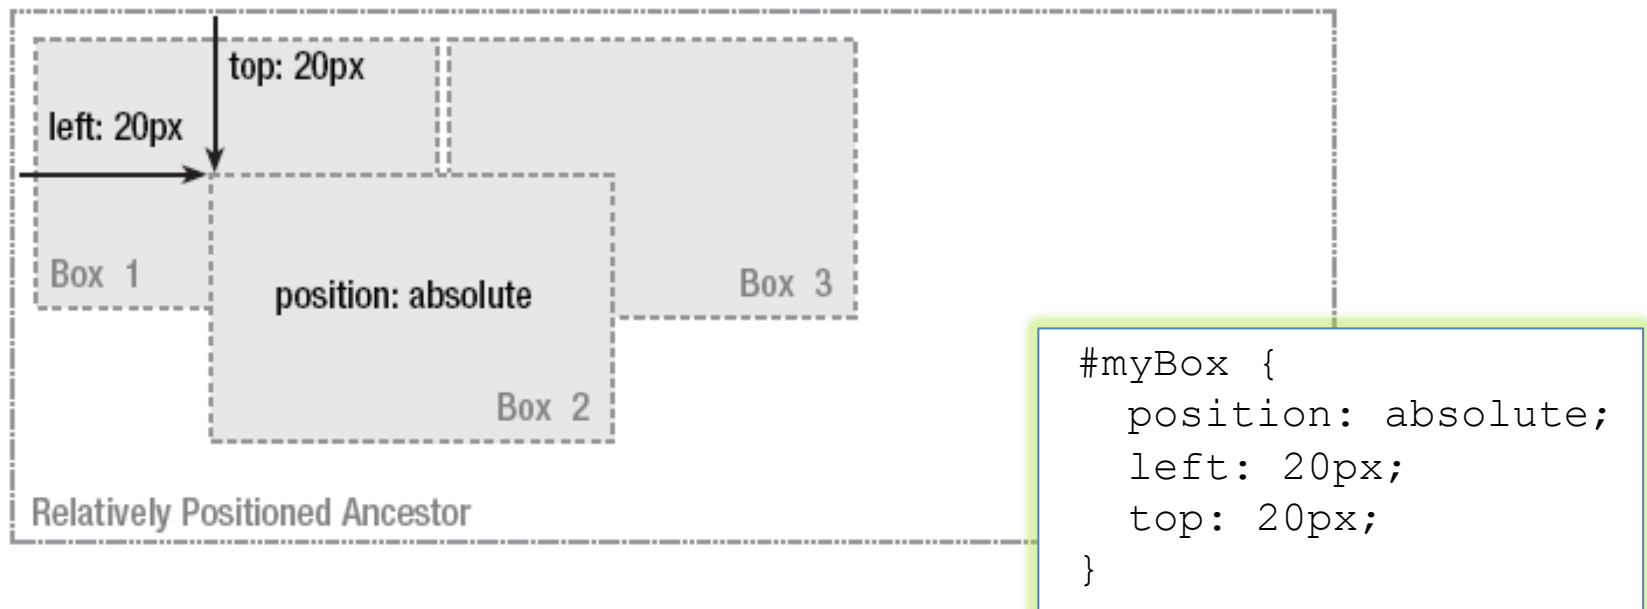 top: 20px
left: 20px
Box 1
position: absolute
Box 3
Box 2
Relatively Positioned Ancestor
#myBox {
position: absolute;
left: 20px;
top: 20px;
}